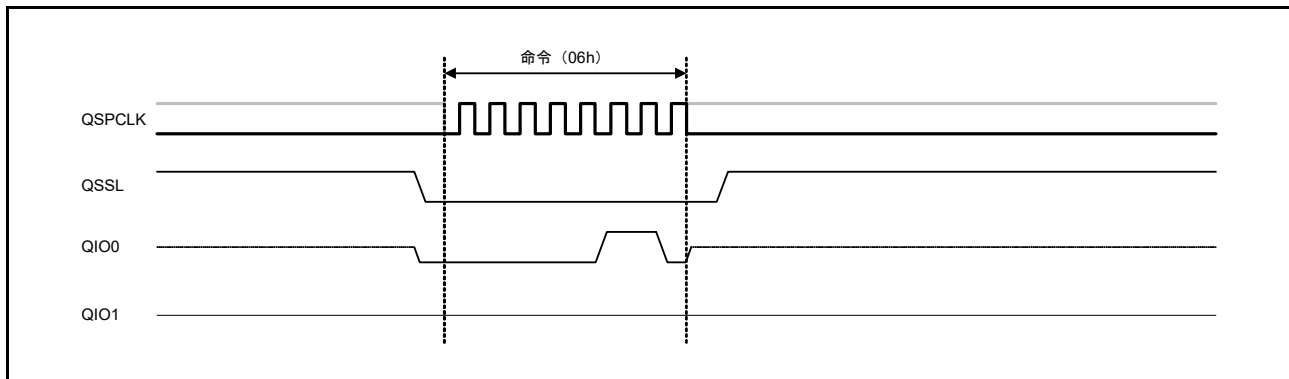 命令（06h）
QSPCLK
QSSL
QIO0
QIO1